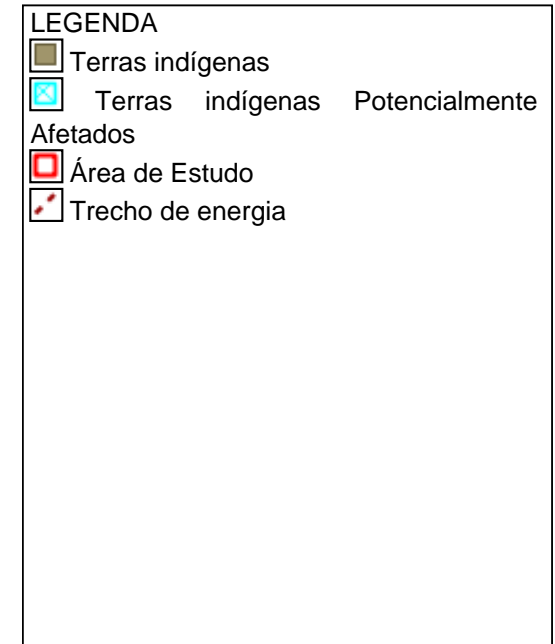 LEGENDA
Terras indígenas
Terras indígenas Potencialmente
Afetados
Área de Estudo
Trecho de energia